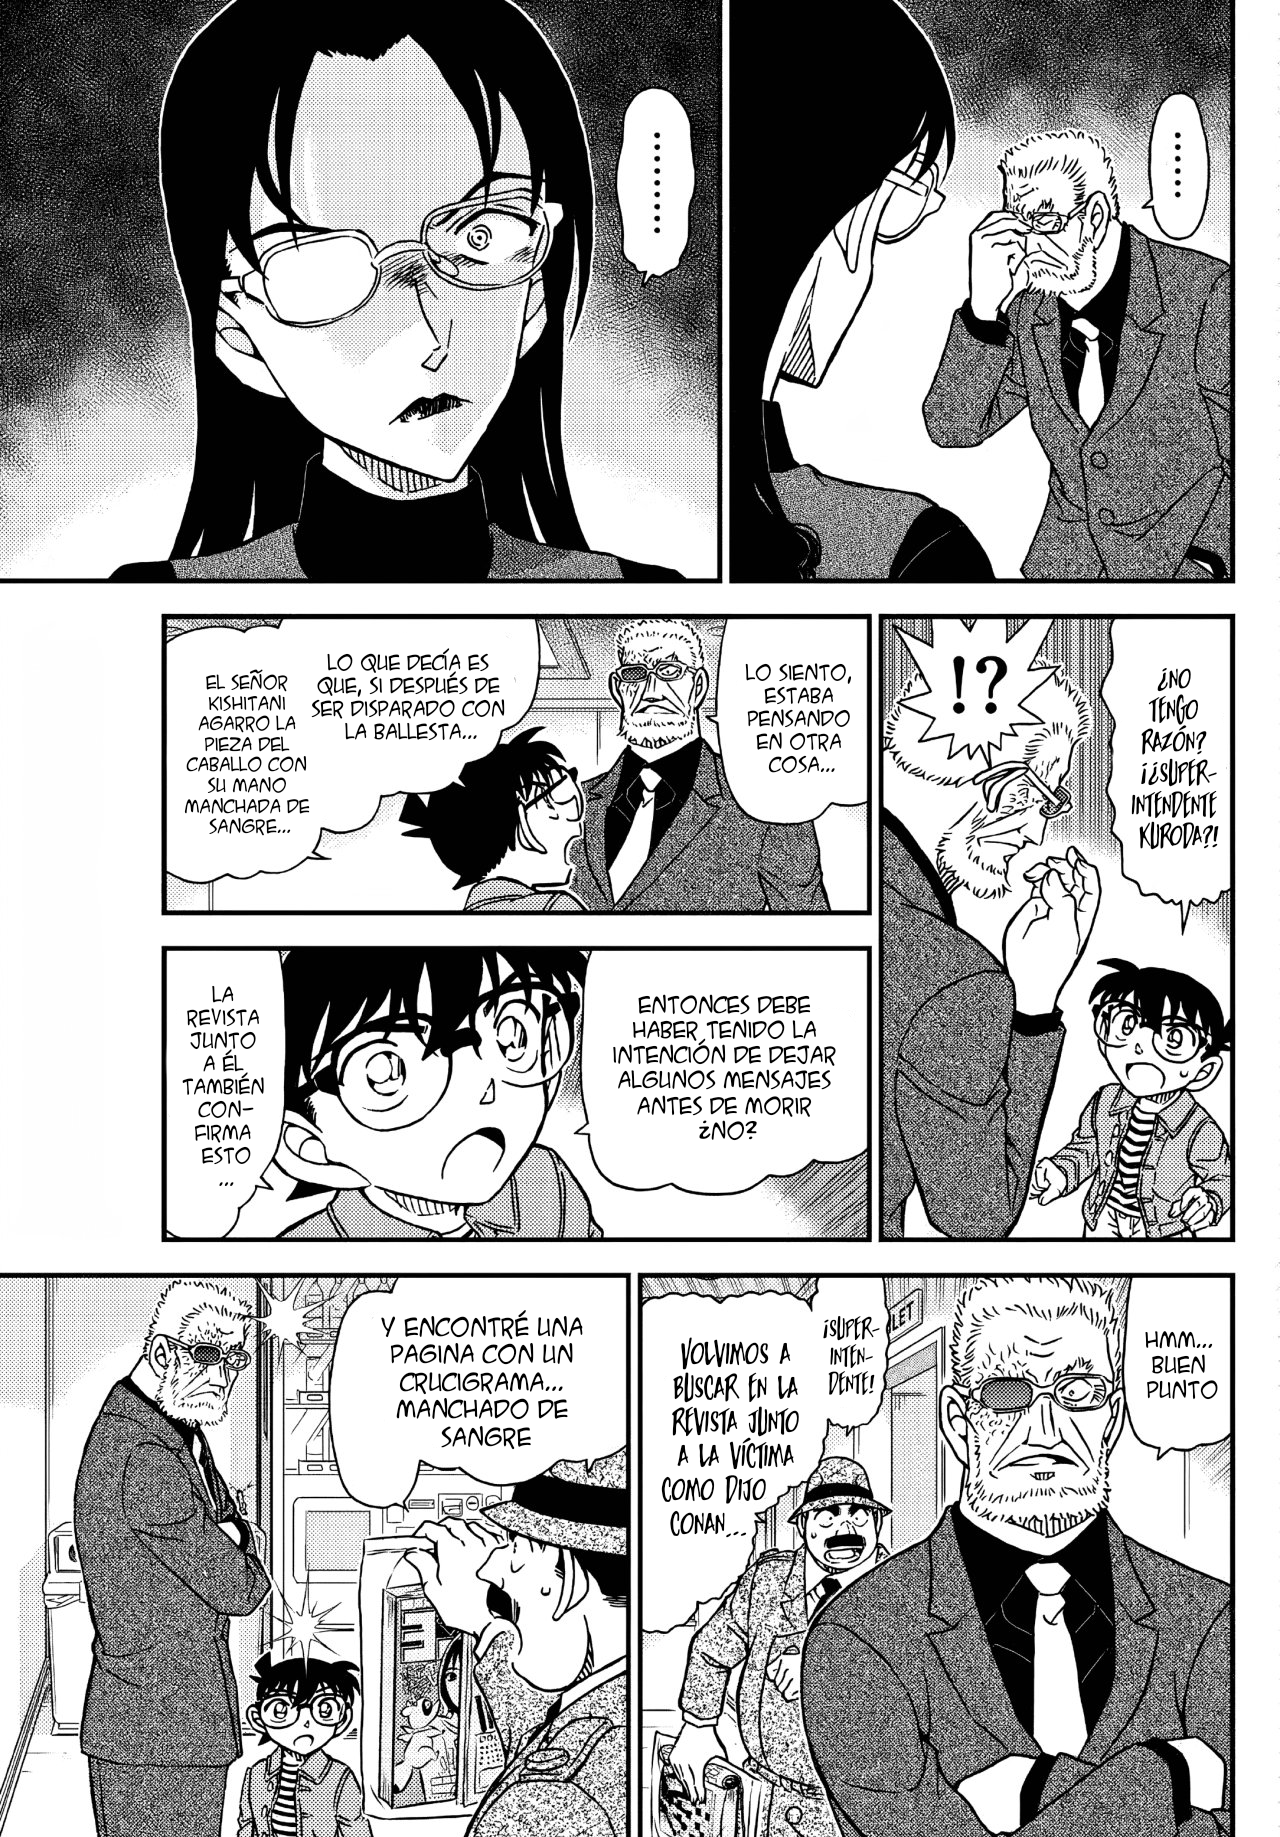 ......
.......
¿NO
TENGO
RAZÓN?
¡¿SUPER-
INTENDENTE
KURODA?!
!?
LO SIENTO,
ESTABA
PENSANDO
EN OTRA
COSA...
LO QUE DECÍA ES
QUE, SI DESPUÉS DE
SER DISPARADO CON
LA BALLESTA...
EL SEÑOR
KISHITANI
AGARRO LA
PIEZA DEL
CABALLO CON
SU MANO
MANCHADA DE
SANGRE...
ENTONCES DEBE
HABER TENIDO LA
INTENCIÓN DE DEJAR
ALGUNOS MENSAJES
ANTES DE MORIR
¿NO?
LA
REVISTA
JUNTO
A ÉL
TAMBIÉN
CON-
FIRMA
ESTO
...
HMM...
BUEN
PUNTO
LET
¡SUPER-
INTEN-
DENTE!
VOLVIMOS A
BUSCAR EN LA
REVISTA JUNTO
A LA VÍCTIMA
COMO DIJO
CONAN...
Y ENCONTRÉ UNA
PAGINA CON UN
CRUCIGRAMA...
MANCHADO DE
SANGRE